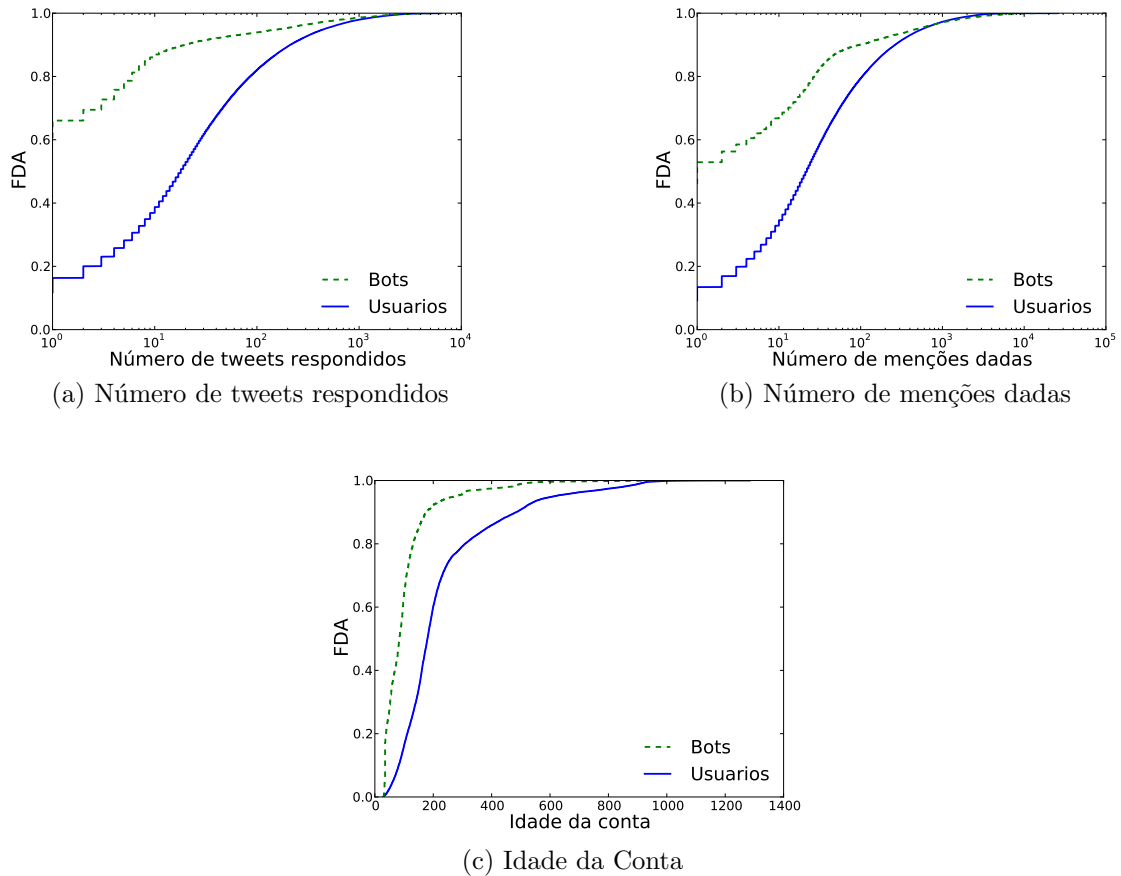 1.0
0.8
0.6
0.4
0.2
0.0
FDA
Bots
Usuarios
10^0 10^1 10^2 10^3 10^4
Número de tweets respondidos
(a) Número de tweets respondidos
1.0
0.8
0.6
0.4
0.2
0.0
FDA
Bots
Usuarios
10^0 10^1 10^2 10^3 10^4 10^5
Número de menções dadas
(b) Número de menções dadas
1.0
0.8
0.6
0.4
0.2
0.0
FDA
Bots
Usuarios
0 200 400 600 800 1000 1200 1400
Idade da conta
(c) Idade da Conta